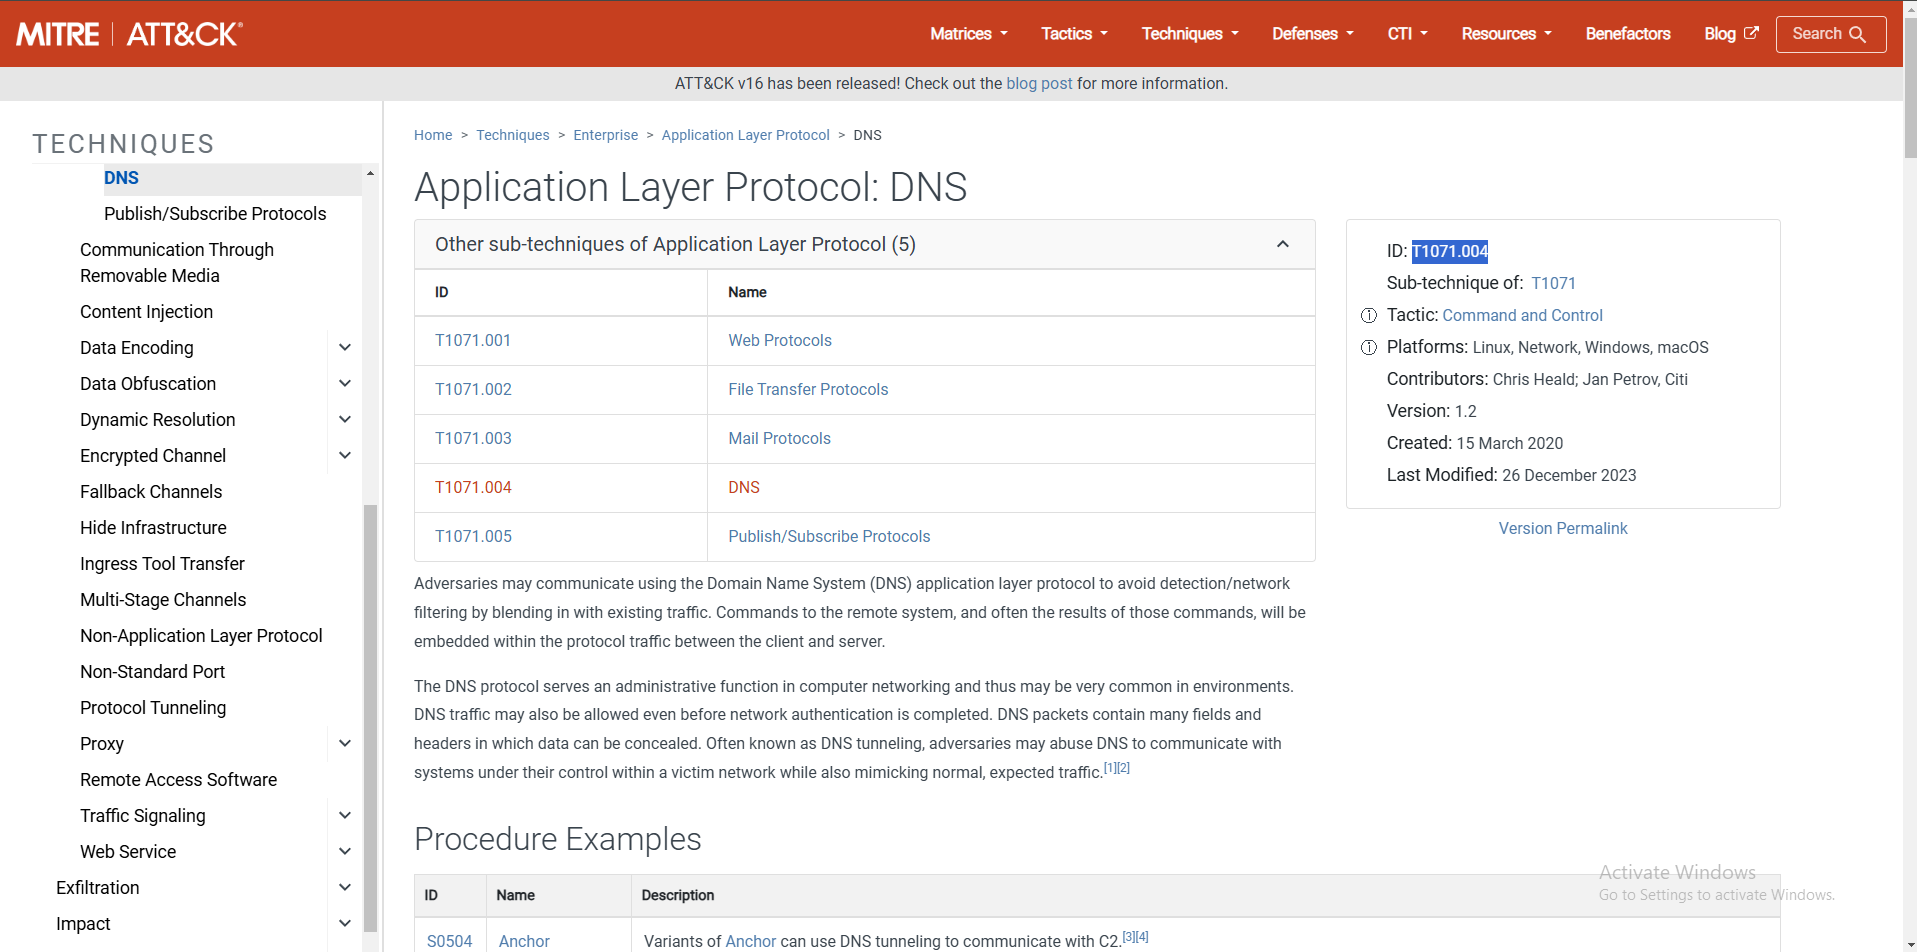 MITRE | ATT&CK®
Matrices
Tactics
Techniques
Defenses
CTI
Resources
Benefactors
Blog
Search
ATT&CK v16 has been released! Check out the blog post for more information.
TECHNIQUES
DNS
Publish/Subscribe Protocols
Communication Through
Removable Media
Content Injection
Data Encoding
Data Obfuscation
Dynamic Resolution
Encrypted Channel
Fallback Channels
Hide Infrastructure
Ingress Tool Transfer
Multi-Stage Channels
Non-Application Layer Protocol
Non-Standard Port
Protocol Tunneling
Proxy
Remote Access Software
Traffic Signaling
Web Service
Exfiltration
Impact
Home > Techniques > Enterprise > Application Layer Protocol > DNS
Application Layer Protocol: DNS
Other sub-techniques of Application Layer Protocol (5)
ID Name
T1071.001 Web Protocols
T1071.002 File Transfer Protocols
T1071.003 Mail Protocols
T1071.004 DNS
T1071.005 Publish/Subscribe Protocols
Adversaries may communicate using the Domain Name System (DNS) application layer protocol to avoid detection/network
filtering by blending in with existing traffic. Commands to the remote system, and often the results of those commands, will be
embedded within the protocol traffic between the client and server.
The DNS protocol serves an administrative function in computer networking and thus may be very common in environments.
DNS traffic may also be allowed even before network authentication is completed. DNS packets contain many fields and
headers in which data can be concealed. Often known as DNS tunneling, adversaries may abuse DNS to communicate with
systems under their control within a victim network while also mimicking normal, expected traffic.[1][2]
ID: T1071.004
Sub-technique of: T1071
Tactic: Command and Control
Platforms: Linux, Network, Windows, macOS
Contributors: Chris Heald; Jan Petrov, Citi
Version: 1.2
Created: 15 March 2020
Last Modified: 26 December 2023
Version Permalink
Procedure Examples
ID Name Description
S0504 Anchor Variants of Anchor can use DNS tunneling to communicate with C2.[3][4]
Activate Windows
Go to Settings to activate Windows.